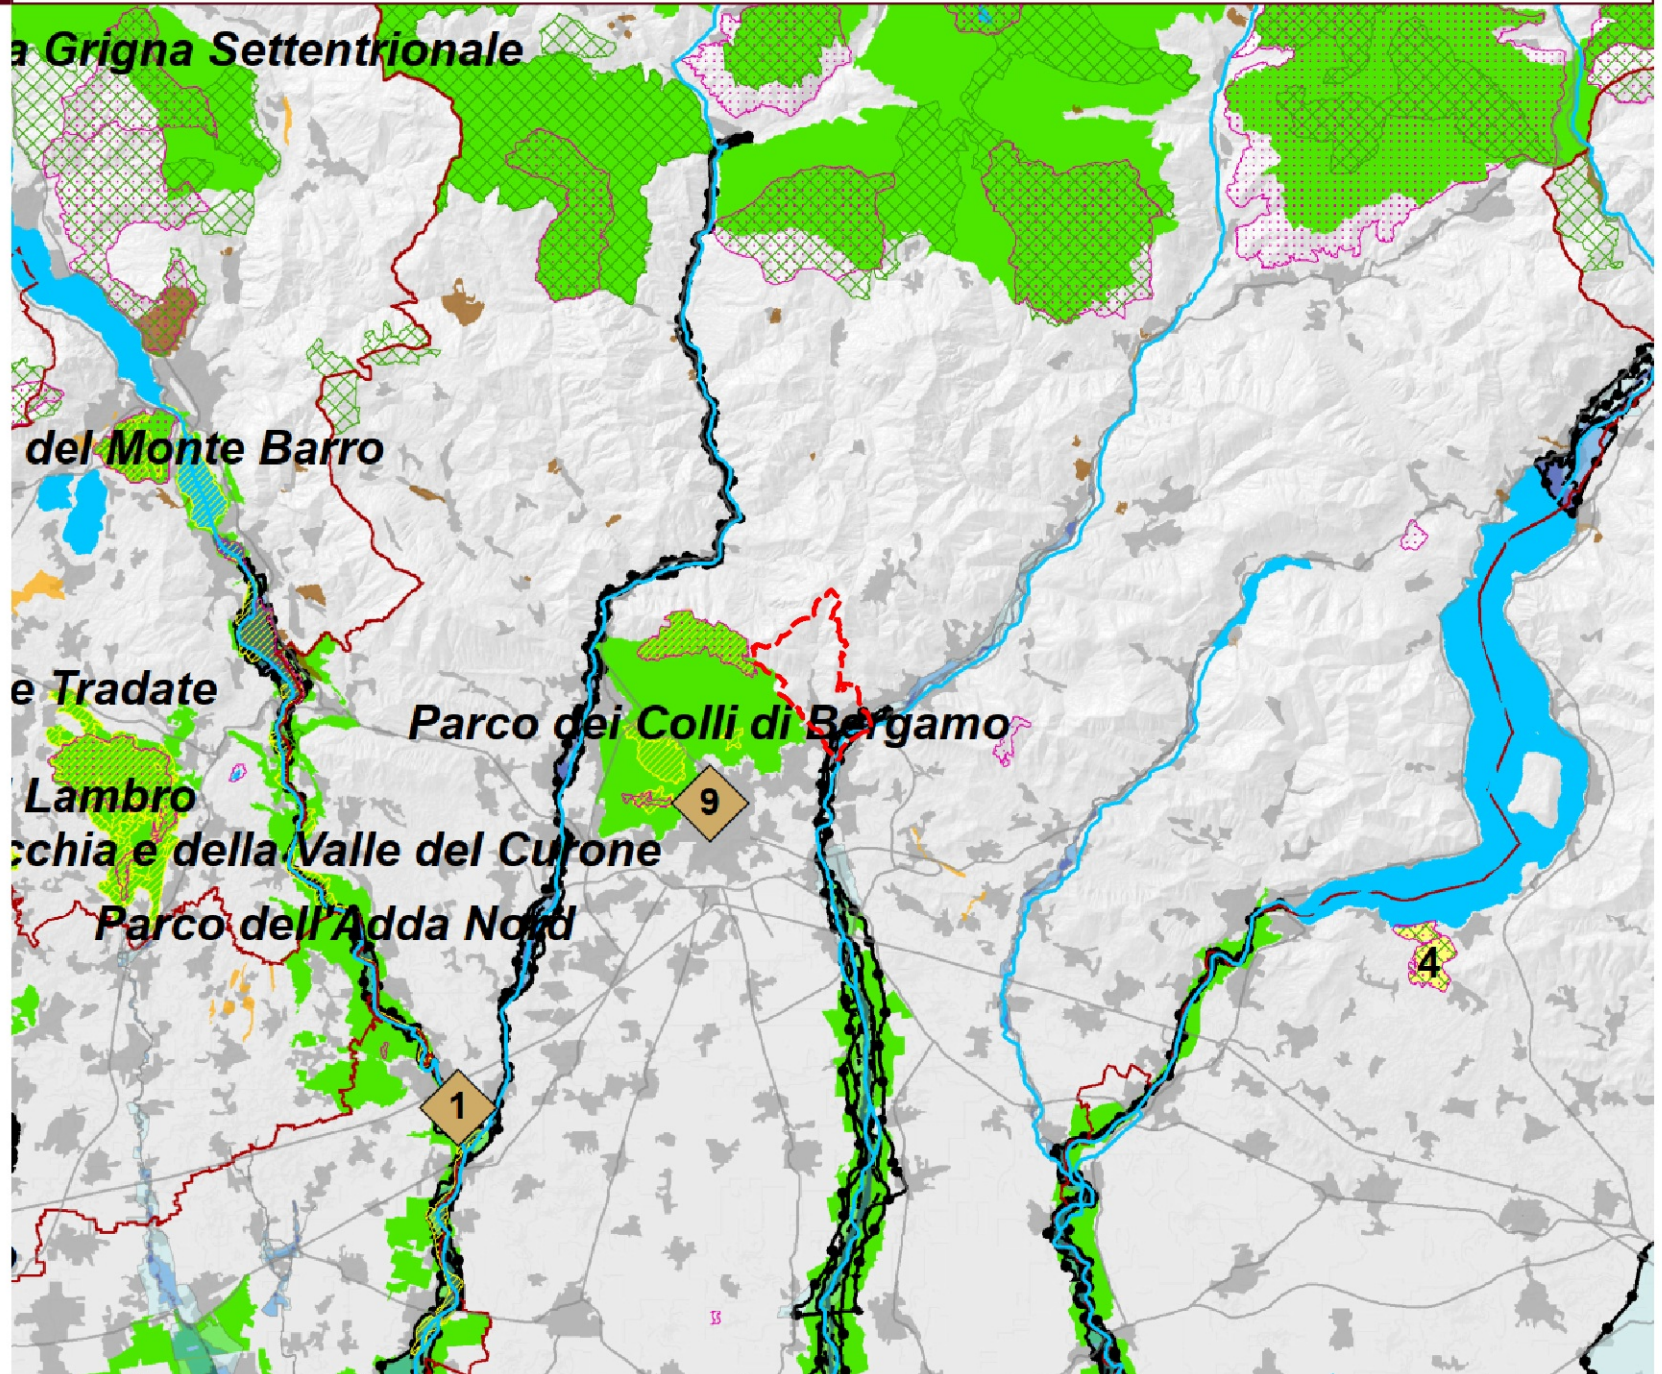 a Grigna Settentrionale
del Monte Barro
e Tradate
Parco dei Colli di Bergamo
Lambro
9
cchia e della Valle del Curone
Parco dell'Adda Nord
4
1